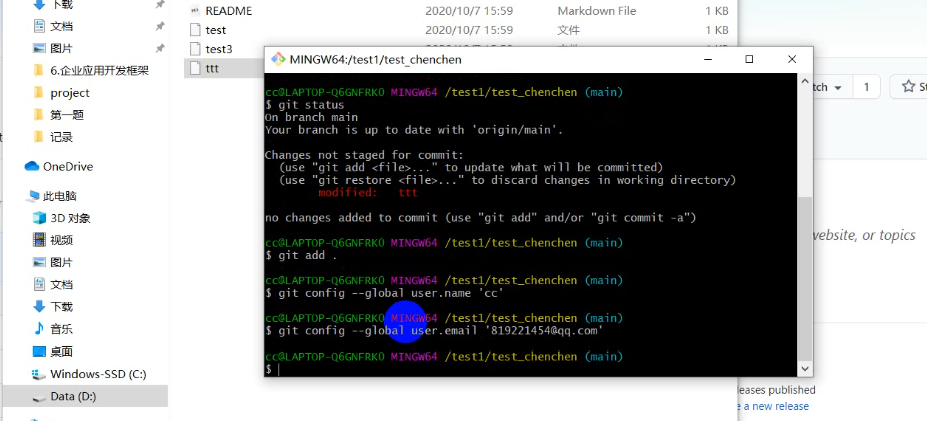 下载
文档
图片
6.企业应用开发框架
project
第一题
记录
OneDrive
此电脑
3D 对象
视频
图片
文档
下载
音乐
桌面
Windows-SSD (C:)
Data (D:)
README 2020/10/7 15:59 Markdown File 1 KB
test 2020/10/7 15:59 文件 1 KB
test3
ttt
MINGW64:/test1/test_chenchen
cc@LAPTOP-Q6GNFRKO MINGW64 /test1/test_chenchen (main)
$ git status
On branch main
Your branch is up to date with 'origin/main'.
Changes not staged for commit:
(use "git add <file>..." to update what will be committed)
(use "git restore <file>..." to discard changes in working directory)
modified: ttt
no changes added to commit (use "git add" and/or "git commit -a")
cc@LAPTOP-Q6GNFRKO MINGW64 /test1/test_chenchen (main)
$ git add .
cc@LAPTOP-Q6GNFRKO MINGW64 /test1/test_chenchen (main)
$ git config --global user.name 'cc'
cc@LAPTOP-Q6GNFRKO MINGW64 /test1/test_chenchen (main)
$ git config --global user.email '819221454@qq.com'
cc@LAPTOP-Q6GNFRKO MINGW64 /test1/test_chenchen (main)
$
tch 1 St
website, or topics
leases published
e a new release